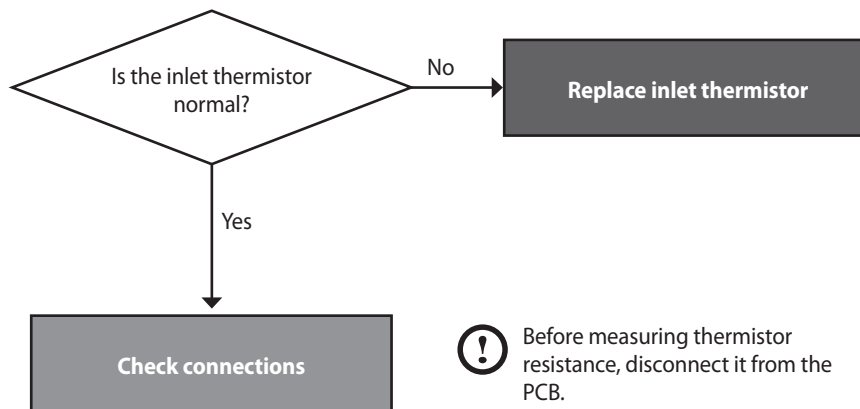 Is the inlet thermistor
normal?
No
Replace inlet thermistor
Yes
Check connections
! Before measuring thermistor
resistance, disconnect it from the
PCB.